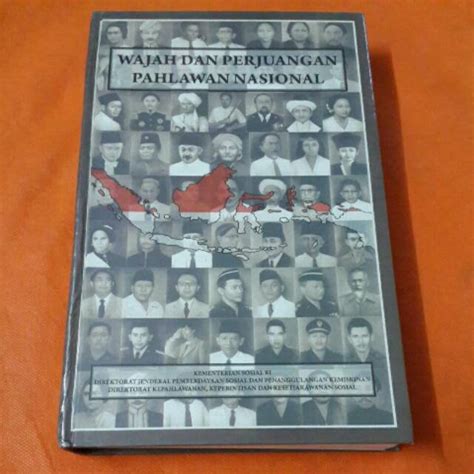 WAJAH DAN PERJUANGAN
PAHLAWAN NASIONAL
KEMENTERIAN SOSIAL RI
DIREKTORAT JENDERAL PEMBERDAYAAN SOSIAL DAN PENANGGULANGAN KEMISKINAN
DIREKTORAT KEPAHLAWANAN, KEPERINTISAN DAN KESETIAKAWANAN SOSIAL